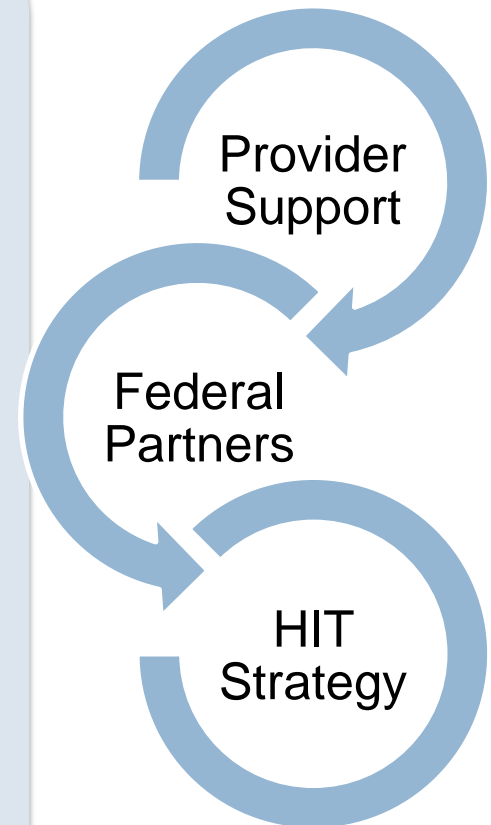 Provider
Support
Federal
Partners
HIT
Strategy